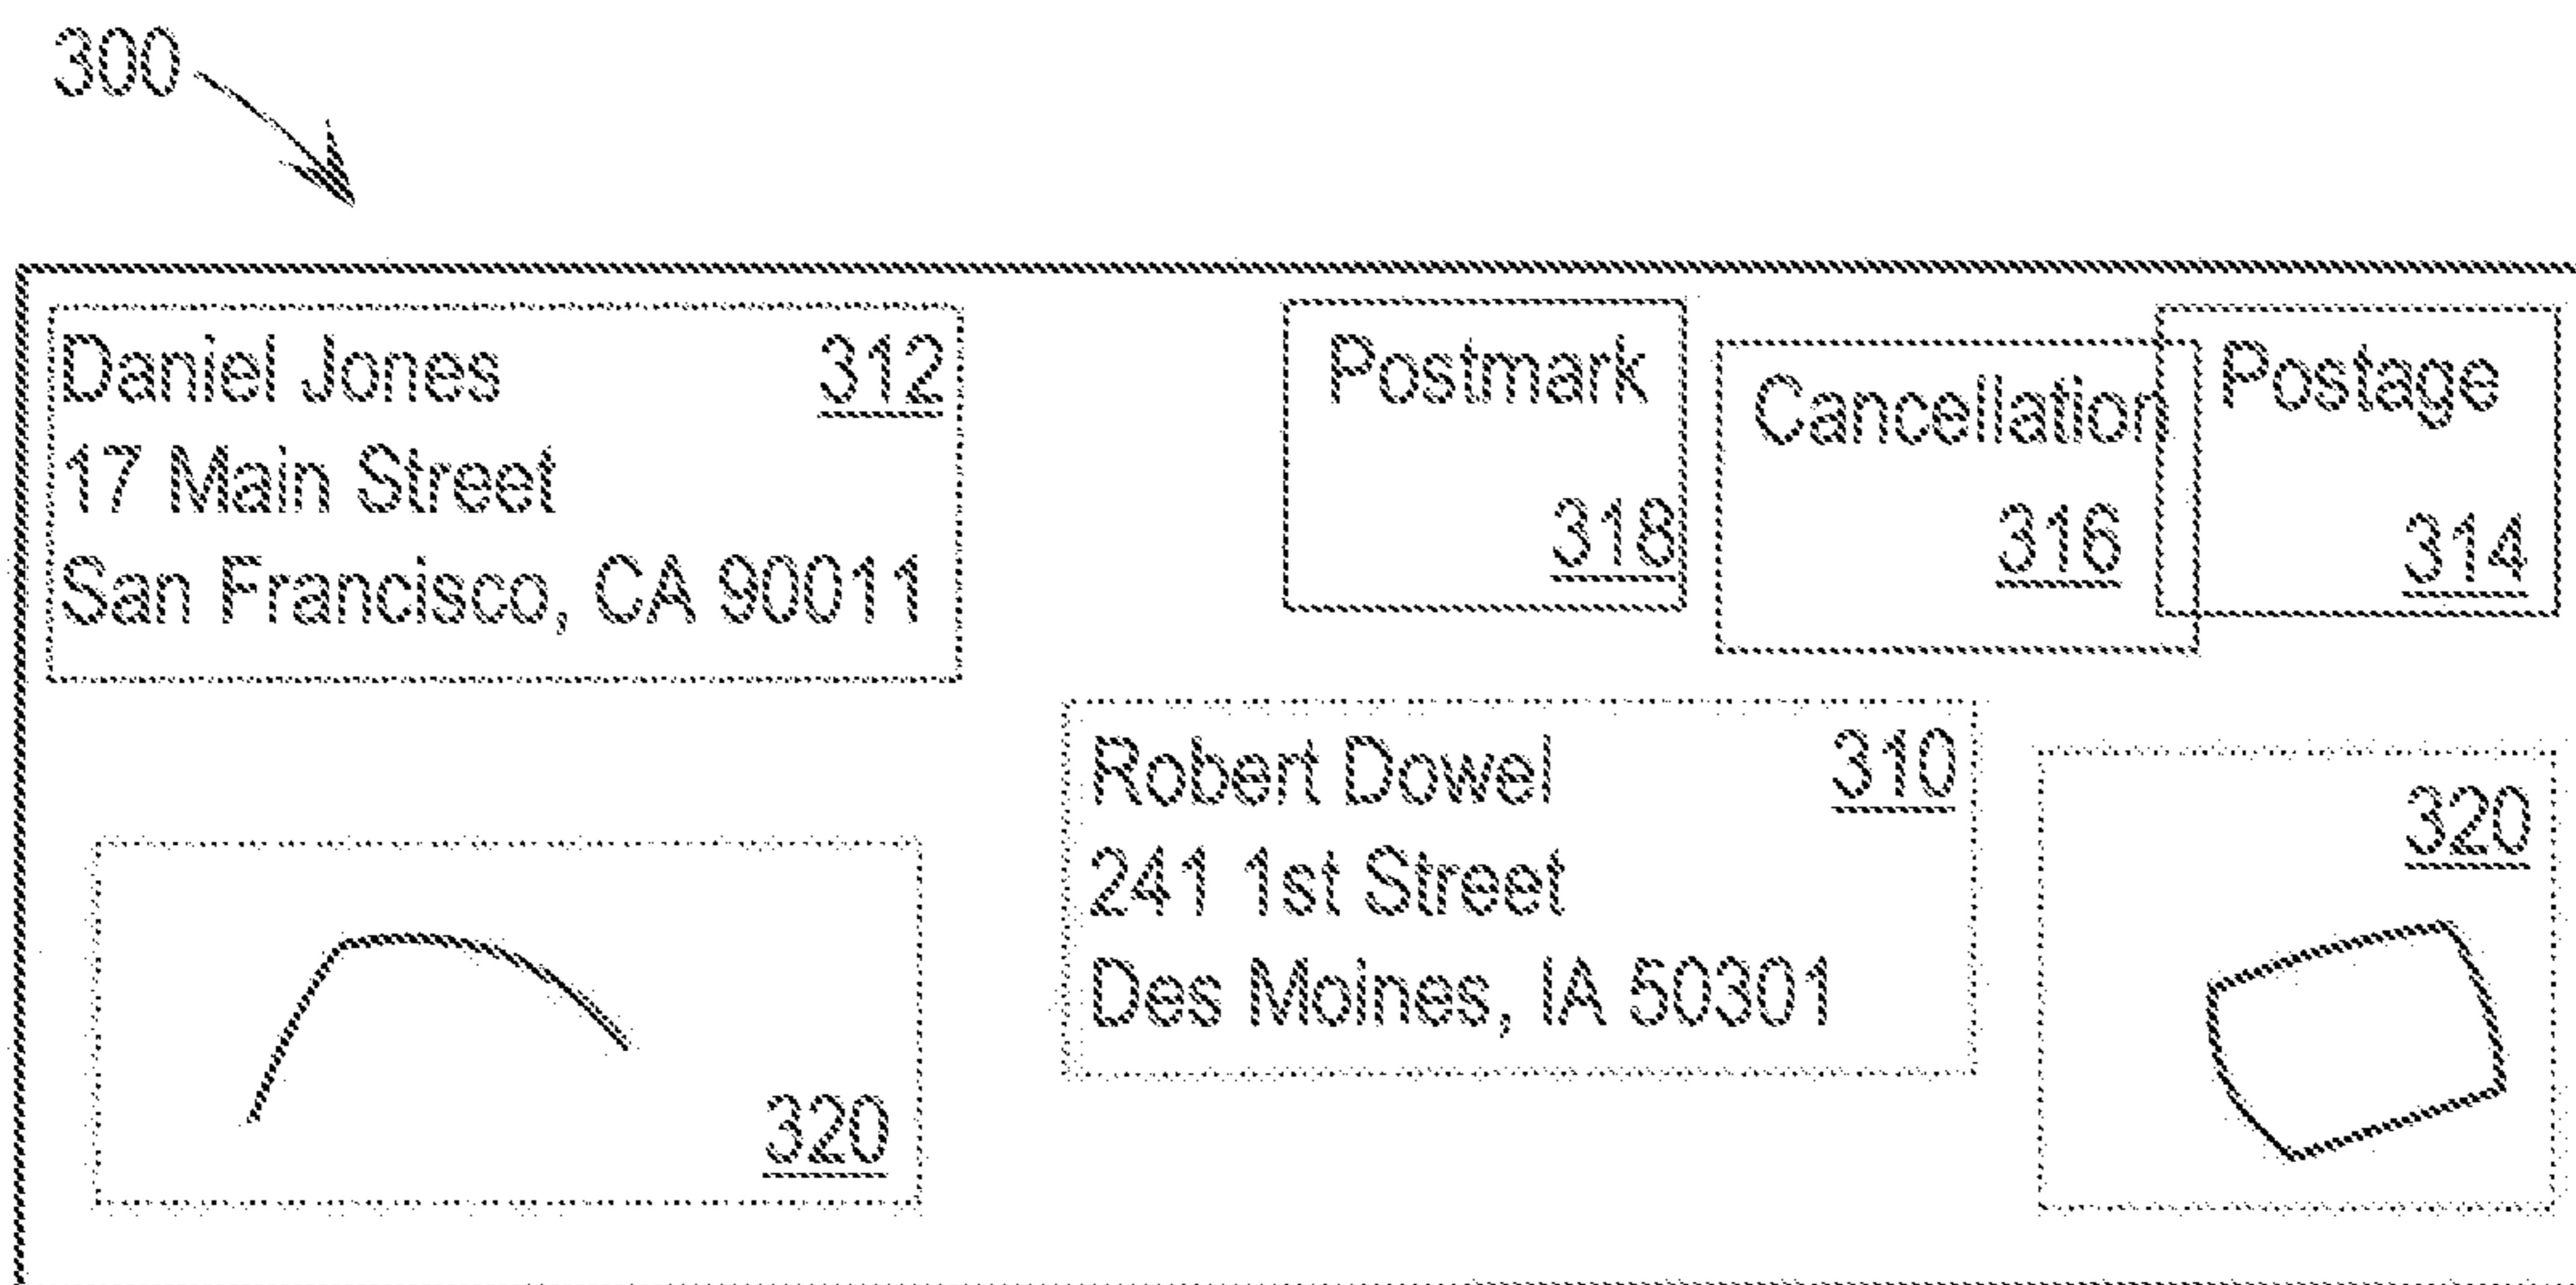 300
Daniel Jones 312
17 Main Street
San Francisco, CA 90011
Postmark
318
Cancellation
316
Postage
314
Robert Dowel 310
241 1st Street
Des Moines, IA 50301
320
320